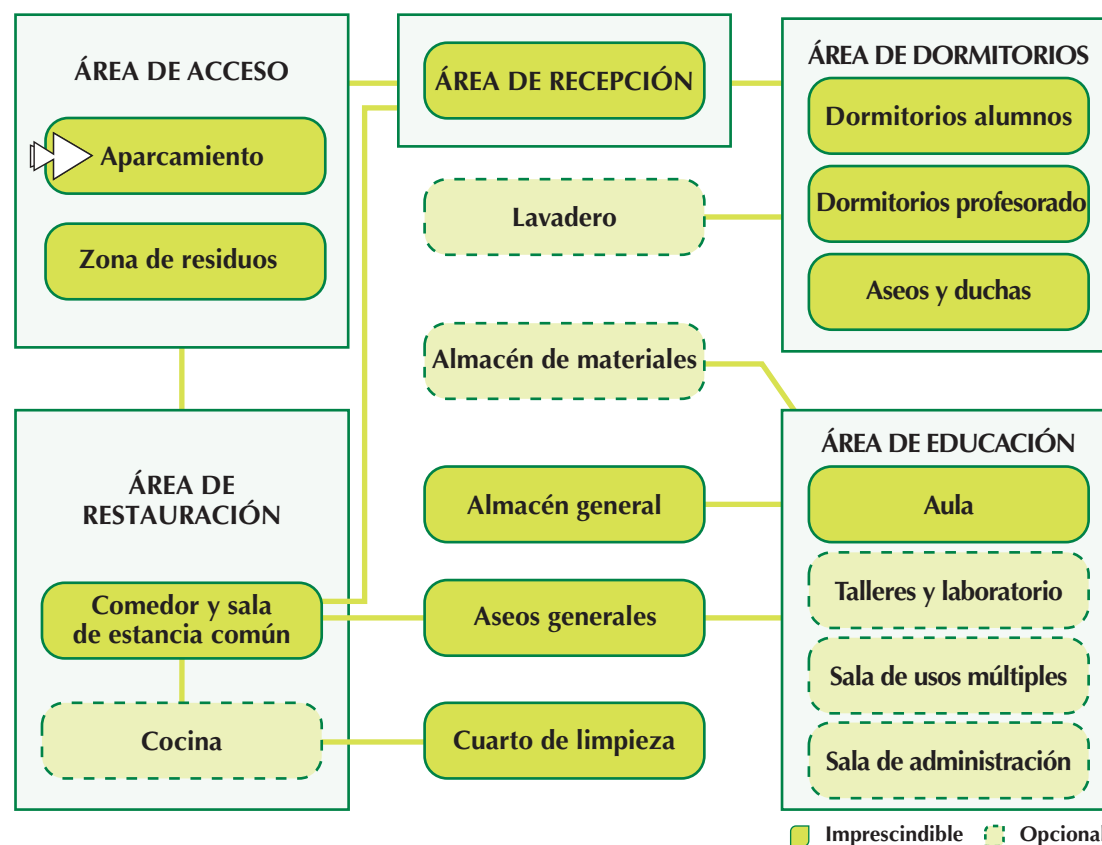 ÁREA DE ACCESO
Aparcamiento
Zona de residuos
ÁREA DE RECEPCIÓN
Lavadero
Almacén de materiales
ÁREA DE DORMITORIOS
Dormitorios alumnos
Dormitorios profesorado
Aseos y duchas
ÁREA DE
RESTAURACIÓN
Comedor y sala
de estancia común
Cocina
Almacén general
Aseos generales
Cuarto de limpieza
ÁREA DE EDUCACIÓN
Aula
Talleres y laboratorio
Sala de usos múltiples
Sala de administración
Imprescindible
Opcional